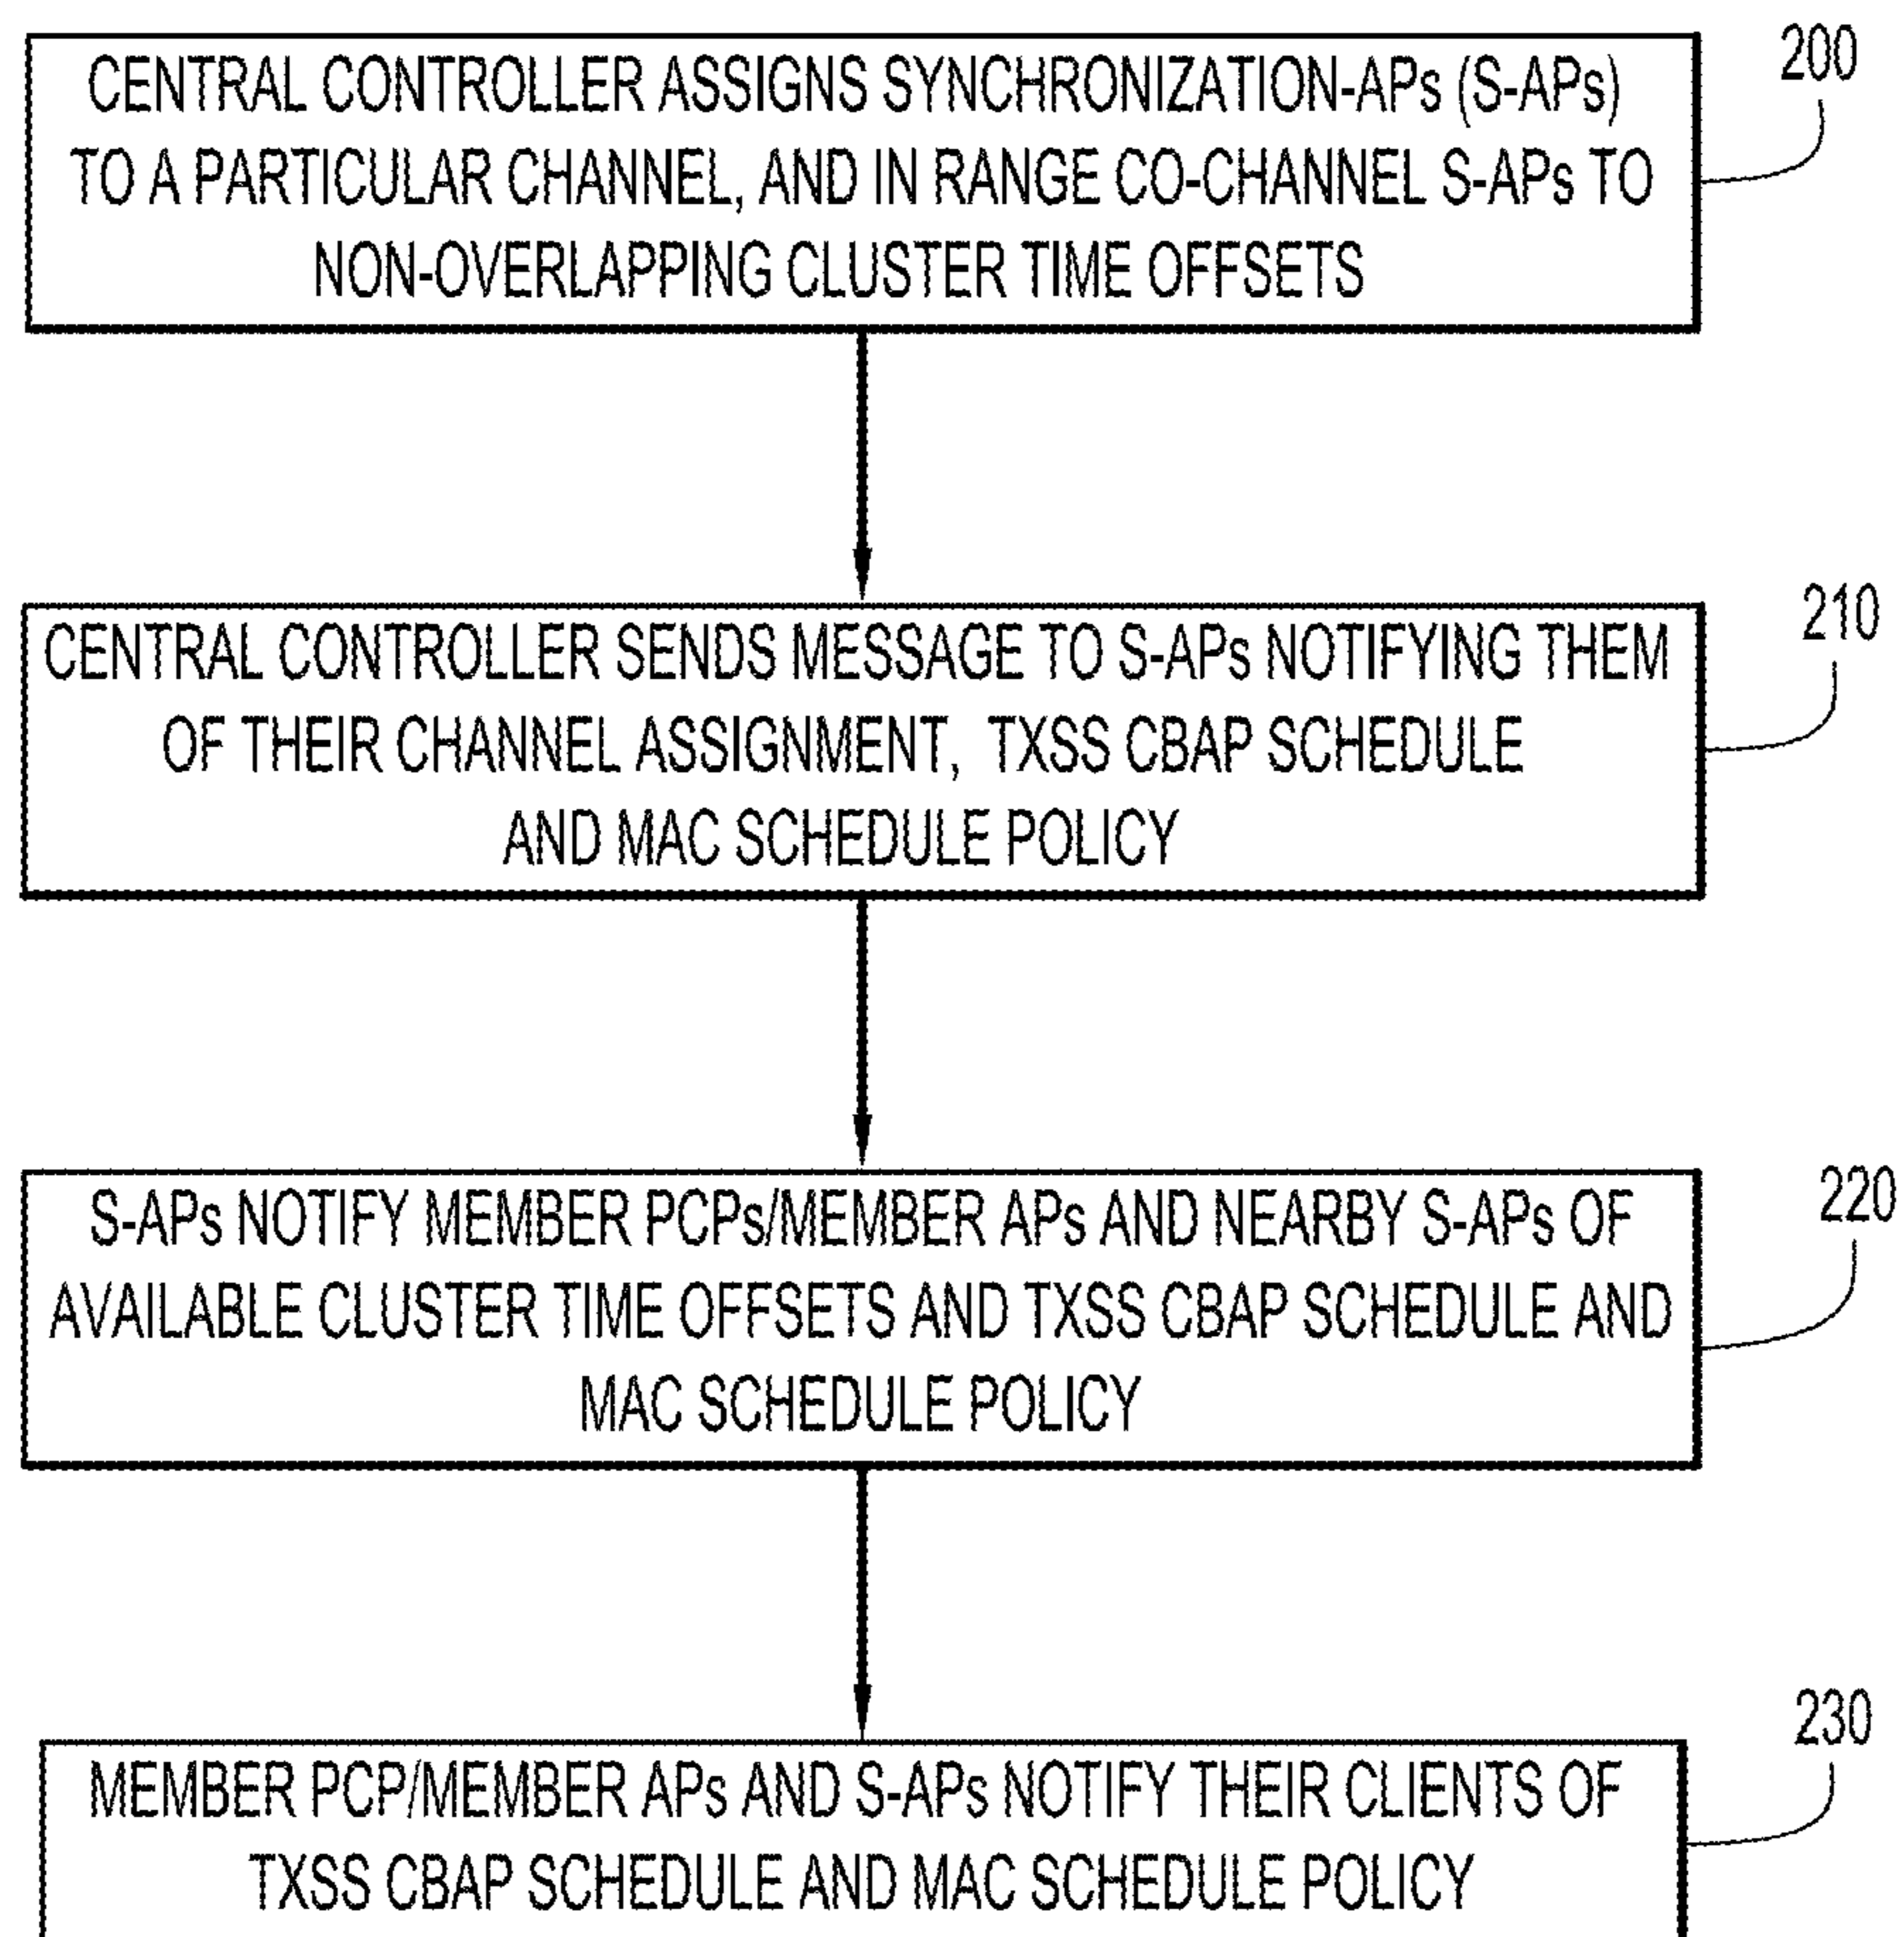 CENTRAL CONTROLLER ASSIGNS SYNCHRONIZATION-APs (S-APs)
TO A PARTICULAR CHANNEL, AND IN RANGE CO-CHANNEL S-APs TO
NON-OVERLAPPING CLUSTER TIME OFFSETS
200
CENTRAL CONTROLLER SENDS MESSAGE TO S-APs NOTIFYING THEM
OF THEIR CHANNEL ASSIGNMENT, TXSS CBAP SCHEDULE
AND MAC SCHEDULE POLICY
210
S-APs NOTIFY MEMBER PCPs/MEMBER APs AND NEARBY S-APs OF
AVAILABLE CLUSTER TIME OFFSETS AND TXSS CBAP SCHEDULE AND
MAC SCHEDULE POLICY
220
MEMBER PCP/MEMBER APs AND S-APs NOTIFY THEIR CLIENTS OF
TXSS CBAP SCHEDULE AND MAC SCHEDULE POLICY
230